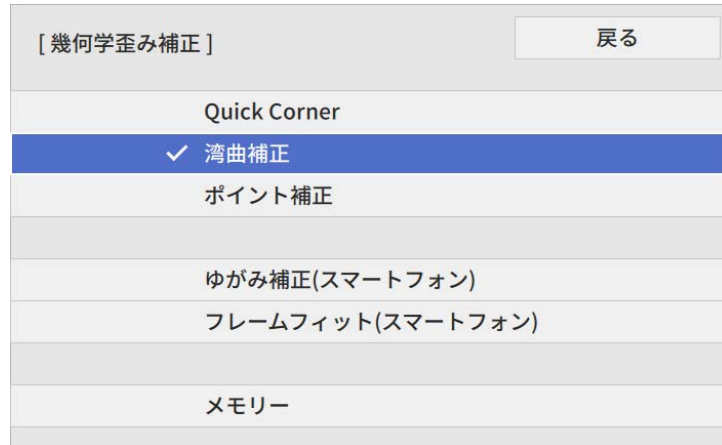 [ 幾何学歪み補正 ]
戻る
Quick Corner
✓ 湾曲補正
ポイント補正
ゆがみ補正(スマートフォン)
フレームフィット(スマートフォン)
メモリー